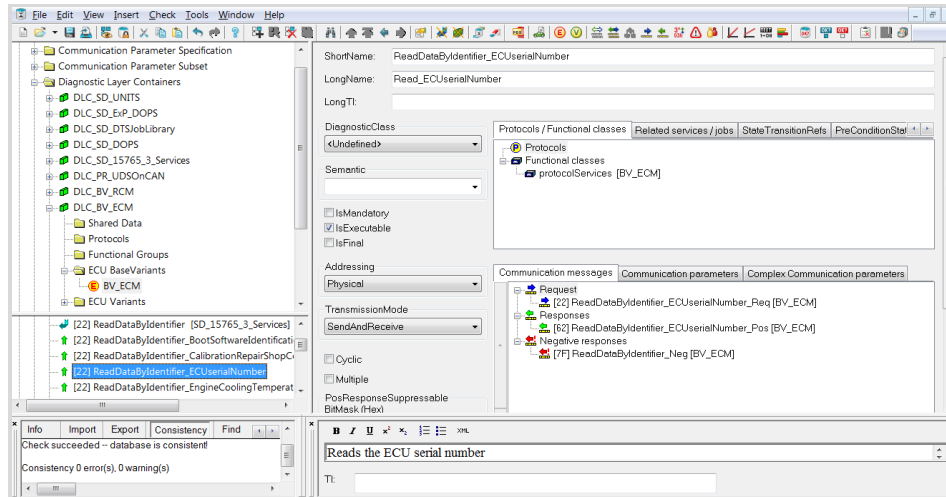 File Edit View Insert Check Tools Window Help
Communication Parameter Specification
Communication Parameter Subset
Diagnostic Layer Containers
DLC_SD_UNITS
DLC_SD_ExP_DOPS
DLC_SD_DTSJobLibrary
DLC_SD_DOPS
DLC_SD_15765_3_Services
DLC_PR_UDSOnCAN
DLC_BV_RCM
DLC_BV_ECM
Shared Data
Protocols
Functional Groups
ECU BaseVariants
BV_ECM
ECU Variants
[22] ReadDataByIdentifier [SD_15765_3_Services]
[22] ReadDataByIdentifier_BootSoftwareIdentificati
[22] ReadDataByIdentifier_CalibrationRepairShopC
[22] ReadDataByIdentifier_ECUserialNumber
[22] ReadDataByIdentifier_EngineCoolingTemperat
ShortName: ReadDataByIdentifier_ECUserialNumber
LongName: Read_ECUserialNumber
LongTI:
DiagnosticClass
<Undefined>
Semantic
IsMandatory
IsExecutable
IsFinal
Addressing
Physical
TransmissionMode
SendAndReceive
Cyclic
Multiple
PosResponseSuppressable
BitMask (Hex)
Protocols / Functional classes Related services / jobs StateTransitionRefs PreConditionStat
Protocols
Functional classes
protocolServices [BV_ECM]
Communication messages Communication parameters Complex Communication parameters
Request
[22] ReadDataByIdentifier_ECUserialNumber_Req [BV_ECM]
Responses
[62] ReadDataByIdentifier_ECUserialNumber_Pos [BV_ECM]
Negative responses
[7F] ReadDataByIdentifier_Neg [BV_ECM]
Info Import Export Consistency Find
Check succeeded -- database is consistent!
Consistency 0 error(s), 0 warning(s)
B I U x² x₂ XML
Reads the ECU serial number
TI: